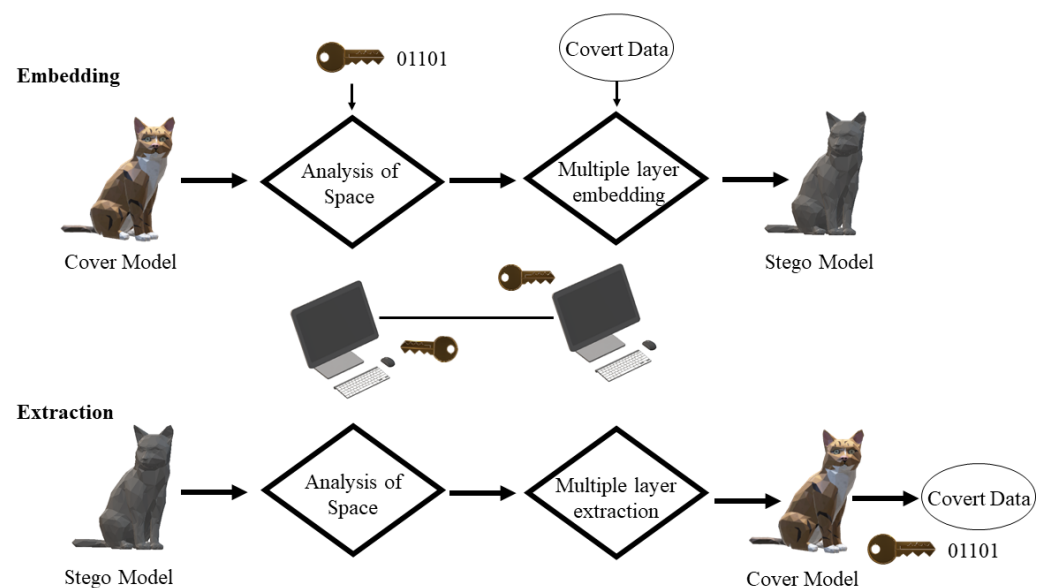 01101
Covert Data
Embedding
Analysis of
Space
Multiple layer
embedding
Cover Model
Stego Model
Extraction
Analysis of
Space
Multiple layer
extraction
Covert Data
01101
Stego Model
Cover Model